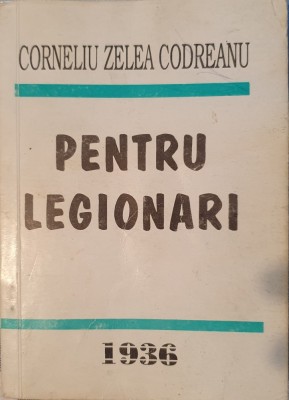 CORNELIU ZELEA CODREANU
PENTRU
LEGIONARI
1936